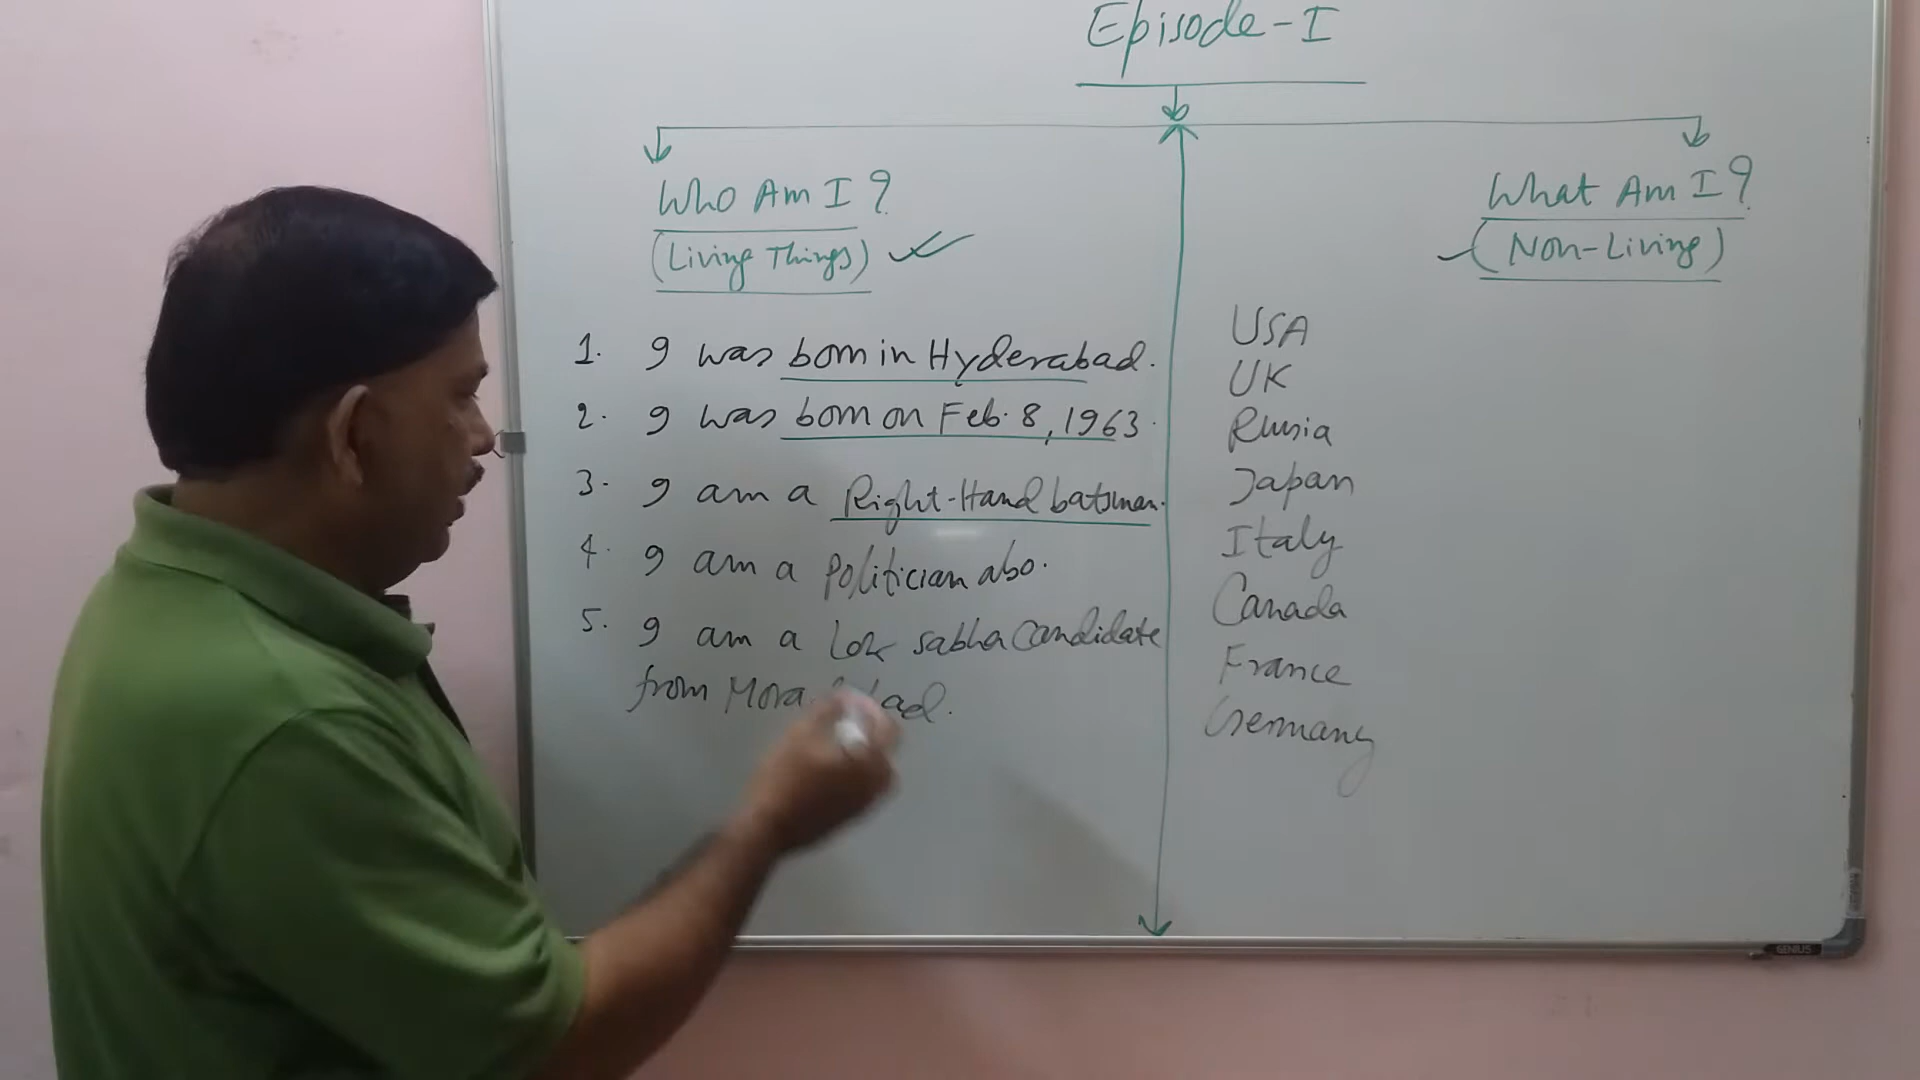 Episode-I
Who Am I?
(Living Things)
1. I was born in Hyderabad.
2. I was born on Feb. 8, 1963.
3. I am a Right-Hand batsman.
4. I am a politician also.
5. I am a Lok sabha Candidate
from
What Am I?
(Non-Living)
USA
UK
Russia
Japan
Italy
Canada
France
Germany
GENIUS